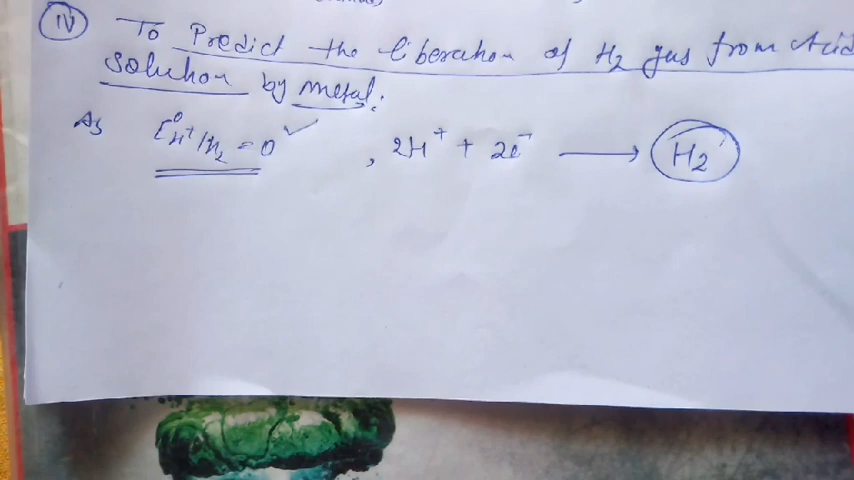 (IV) To Predict the liberation of H₂ gas from Acid
solution by metal:
As E⁰H⁺/H₂ = 0 ✓ , 2H⁺ + 2e⁻ ⟶ H₂